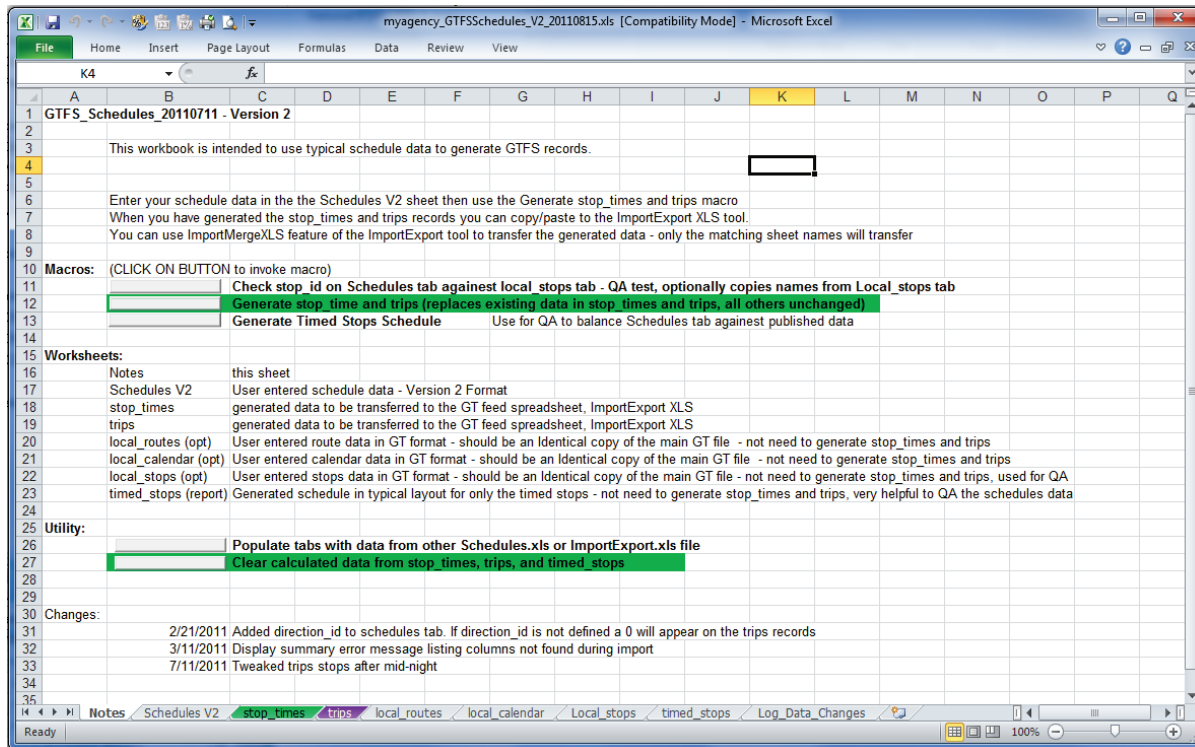 myagency_GTFSSchedules_V2_20110815.xls [Compatibility Mode] - Microsoft Excel
File Home Insert Page Layout Formulas Data Review View
K4 fx
A B C D E F G H I J K L M N O P Q
1 GTFS_Schedules_20110711 - Version 2
2
3 This workbook is intended to use typical schedule data to generate GTFS records.
4
5
6 Enter your schedule data in the the Schedules V2 sheet then use the Generate stop_times and trips macro
7 When you have generated the stop_times and trips records you can copy/paste to the ImportExport XLS tool.
8 You can use ImportMergeXLS feature of the ImportExport tool to transfer the generated data - only the matching sheet names will transfer
9
10 Macros: (CLICK ON BUTTON to invoke macro)
11 Check stop_id on Schedules tab against local_stops tab - QA test, optionally copies names from Local_stops tab
12 Generate stop_time and trips (replaces existing data in stop_times and trips, all others unchanged)
13 Generate Timed Stops Schedule Use for QA to balance Schedules tab againest published data
14
15 Worksheets:
16 Notes this sheet
17 Schedules V2 User entered schedule data - Version 2 Format
18 stop_times generated data to be transferred to the GT feed spreadsheet, ImportExport XLS
19 trips generated data to be transferred to the GT feed spreadsheet, ImportExport XLS
20 local_routes (opt) User entered route data in GT format - should be an Identical copy of the main GT file - not need to generate stop_times and trips
21 local_calendar (opt) User entered calendar data in GT format - should be an Identical copy of the main GT file - not need to generate stop_times and trips
22 local_stops (opt) User entered stops data in GT format - should be an Identical copy of the main GT file - not need to generate stop_times and trips, used for QA
23 timed_stops (report) Generated schedule in typical layout for only the timed stops - not need to generate stop_times and trips, very helpful to QA the schedules data
24
25 Utility:
26 Populate tabs with data from other Schedules.xls or ImportExport.xls file
27 Clear calculated data from stop_times, trips, and timed_stops
28
29
30 Changes:
31 2/21/2011 Added direction_id to schedules tab. If direction_id is not defined a 0 will appear on the trips records
32 3/11/2011 Display summary error message listing columns not found during import
33 7/11/2011 Tweaked trips stops after mid-night
34
35
Notes Schedules V2 stop_times trips local_routes local_calendar Local_stops timed_stops Log_Data_Changes
Ready 100%